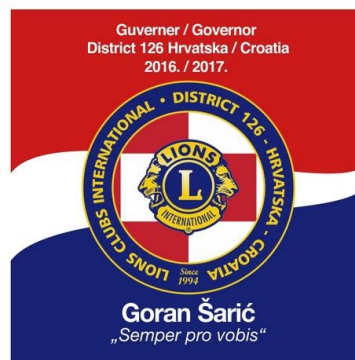 Guverner / Governor
District 126 Hrvatska / Croatia
2016. / 2017.
LIONS CLUBS INTERNATIONAL • DISTRICT 126 - HRVATSKA - CROATIA
LIONS
L
INTERNATIONAL
Since
1994
Goran Šarić
„Semper pro vobis“